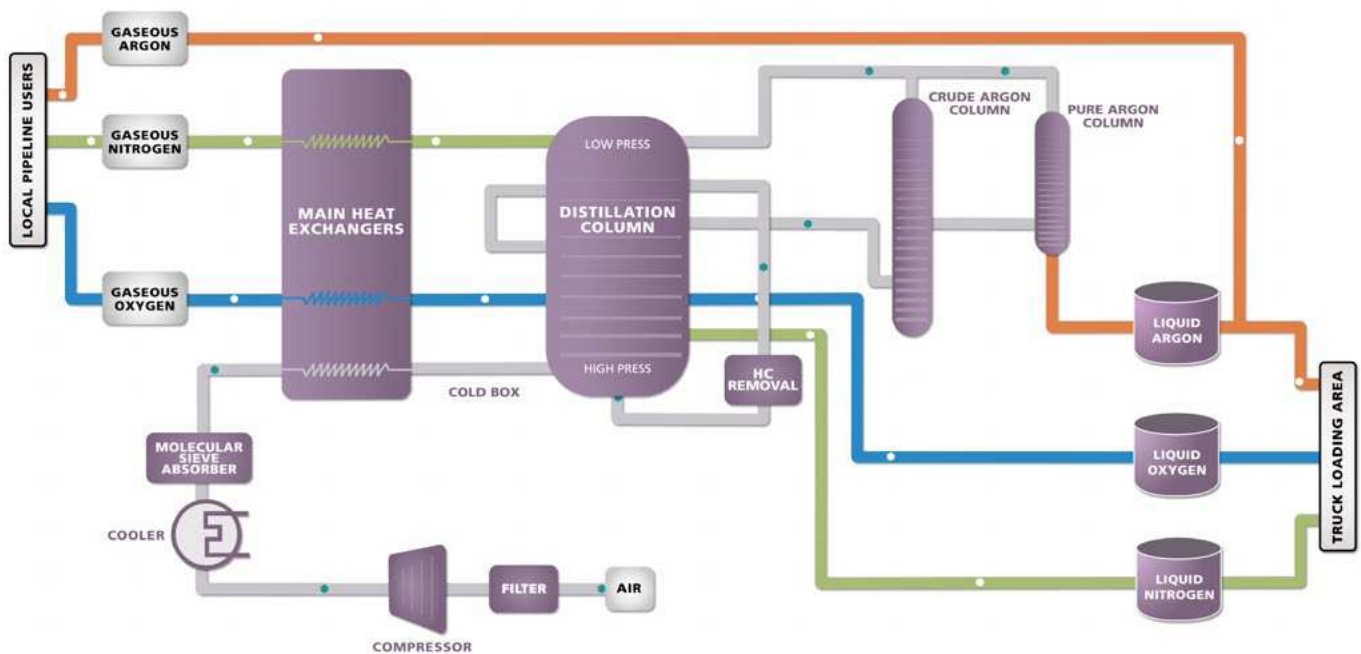 GASEOUS
ARGON
LOCAL PIPELINE USERS
GASEOUS
NITROGEN
GASEOUS
OXYGEN
MAIN HEAT
EXCHANGERS
LOW PRESS
DISTILLATION
COLUMN
HIGH PRESS
COLD BOX
HC
REMOVAL
CRUDE ARGON
COLUMN
PURE ARGON
COLUMN
LIQUID
ARGON
LIQUID
OXYGEN
LIQUID
NITROGEN
TRUCK LOADING AREA
MOLECULAR
SIEVE
ABSORBER
COOLER
COMPRESSOR
FILTER
AIR